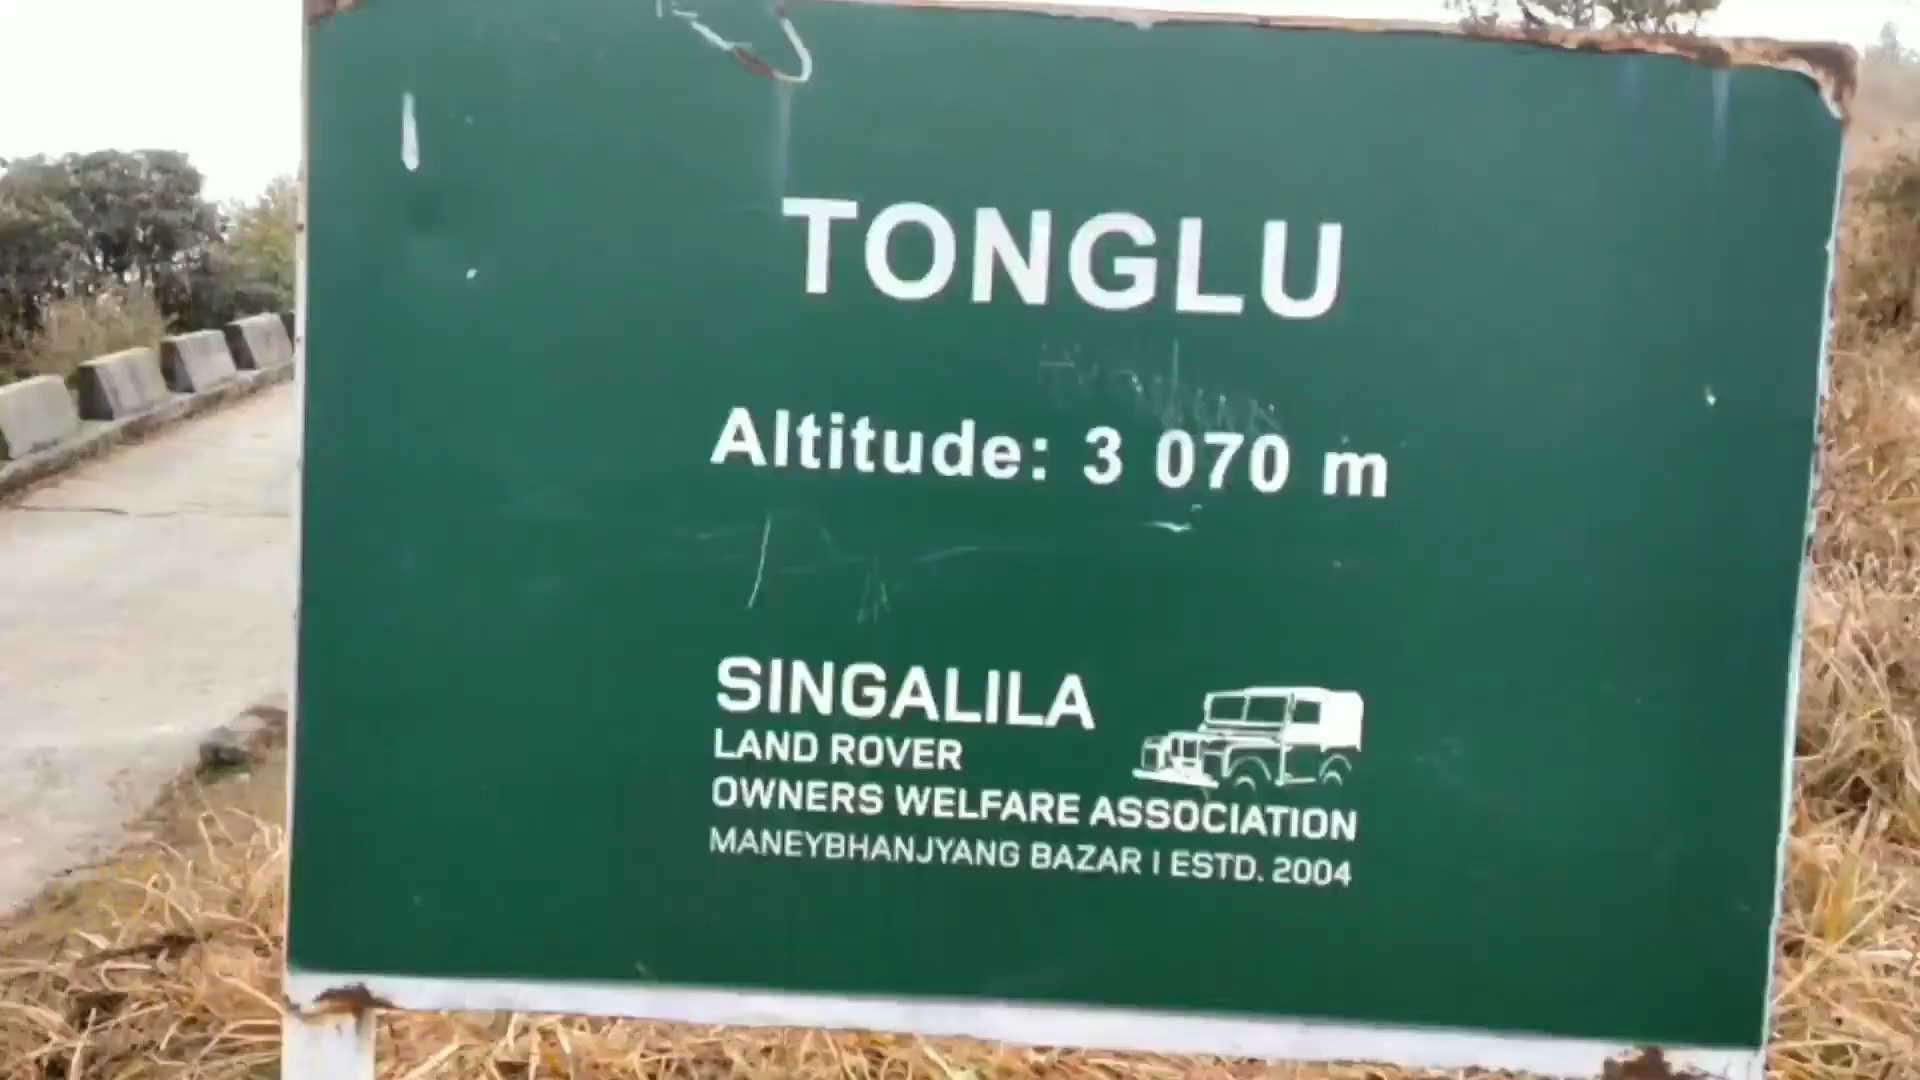 TONGLU
Altitude: 3 070 m
SINGALILA
LAND ROVER
OWNERS WELFARE ASSOCIATION
MANEYBHANJYANG BAZAR | ESTD. 2004